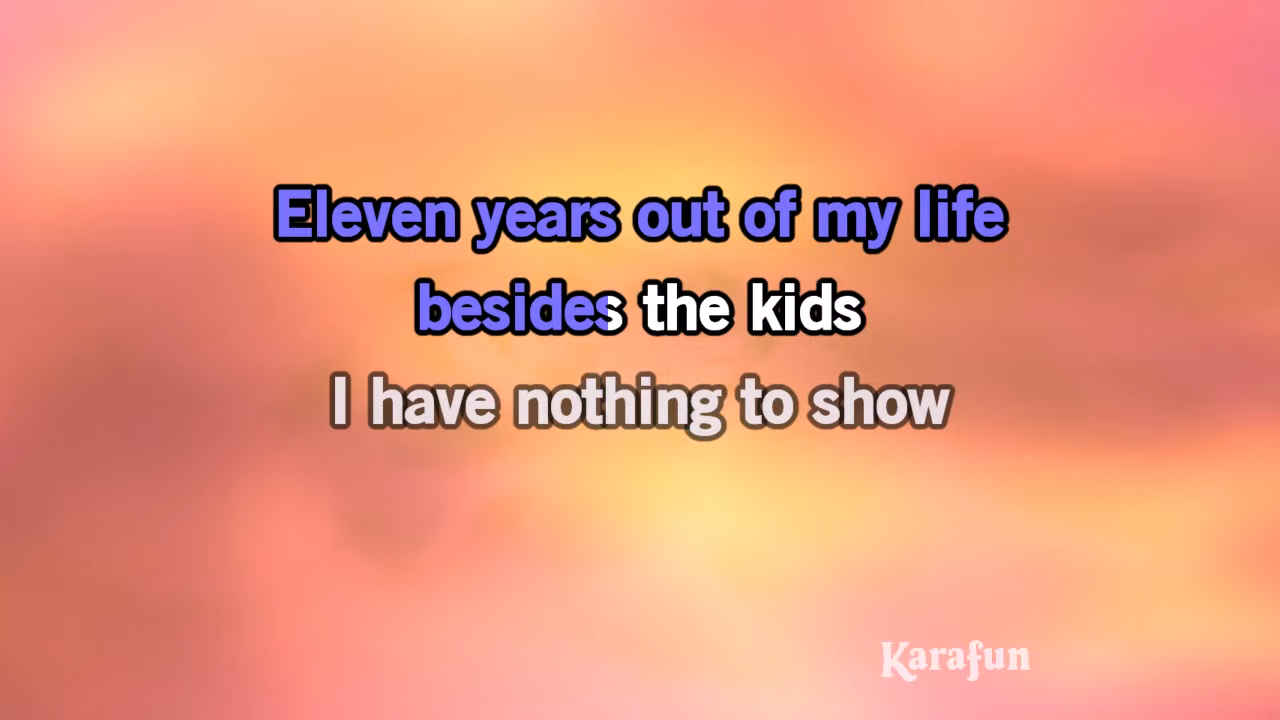 Eleven years out of my life
besides the kids
I have nothing to show
Karafun